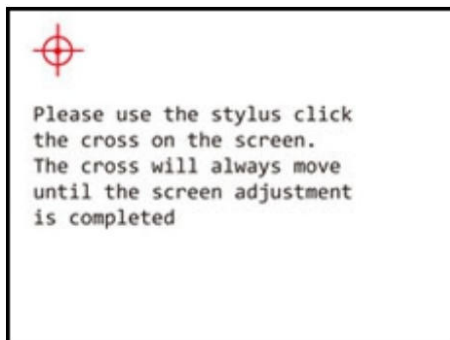 Please use the stylus click
the cross on the screen.
The cross will always move
until the screen adjustment
is completed